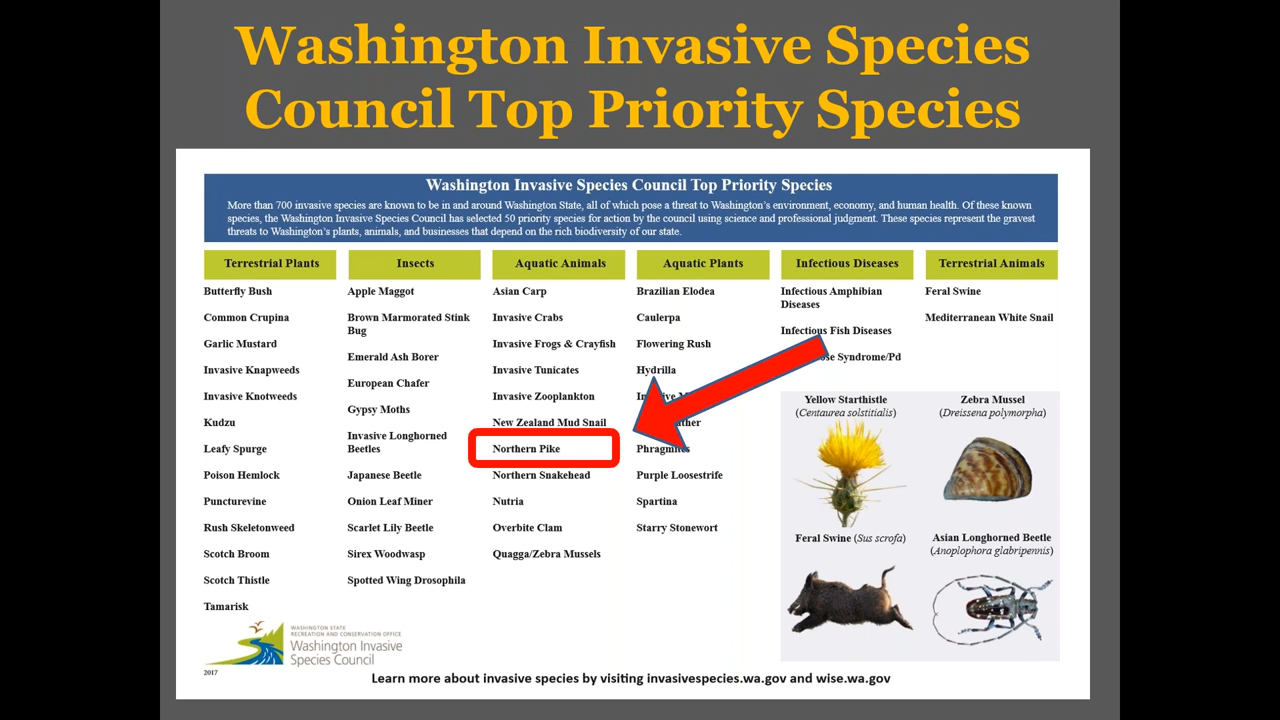 Washington Invasive Species
Council Top Priority Species
Washington Invasive Species Council Top Priority Species
More than 700 invasive species are known to be in and around Washington State, all of which pose a threat to Washington's environment, economy, and human health. Of these known
species, the Washington Invasive Species Council has selected 50 priority species for action by the council using science and professional judgment. These species represent the gravest
threats to Washington's plants, animals, and businesses that depend on the rich biodiversity of our state.
Terrestrial Plants
Butterfly Bush
Common Crupina
Garlic Mustard
Invasive Knapweeds
Invasive Knotweeds
Kudzu
Leafy Spurge
Poison Hemlock
Puncturevine
Rush Skeletonweed
Scotch Broom
Scotch Thistle
Tamarisk
Insects
Apple Maggot
Brown Marmorated Stink
Bug
Emerald Ash Borer
European Chafer
Gypsy Moths
Invasive Longhorned
Beetles
Japanese Beetle
Onion Leaf Miner
Scarlet Lily Beetle
Sirex Woodwasp
Spotted Wing Drosophila
Aquatic Animals
Asian Carp
Invasive Crabs
Invasive Frogs & Crayfish
Invasive Tunicates
Invasive Zooplankton
New Zealand Mud Snail
Northern Pike
Northern Snakehead
Nutria
Overbite Clam
Quagga/Zebra Mussels
Aquatic Plants
Brazilian Elodea
Caulerpa
Flowering Rush
Hydrilla
Phragmites
Purple Loosestrife
Spartina
Starry Stonewort
Infectious Diseases
Infectious Amphibian
Diseases
Infectious Fish Diseases
Syndrome/Pd
Terrestrial Animals
Feral Swine
Mediterranean White Snail
Yellow Starthistle
(Centaurea solstitialis)
Zebra Mussel
(Dreissena polymorpha)
Feral Swine (Sus scrofa)
Asian Longhorned Beetle
(Anoplophora glabripennis)
WASHINGTON STATE
RECREATION AND CONSERVATION OFFICE
Washington Invasive
Species Council
2017
Learn more about invasive species by visiting invasivespecies.wa.gov and wise.wa.gov